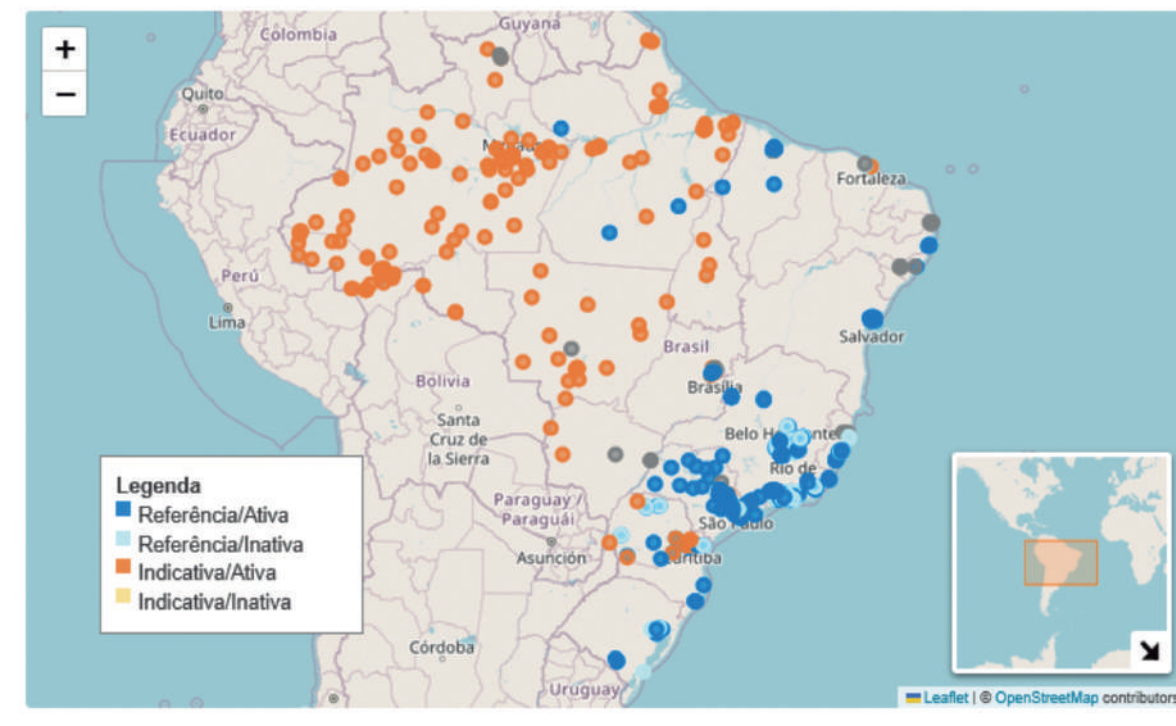 +
−
Guyana
Colombia
Quito
Ecuador
Fortaleza
Perú
Lima
Salvador
Brasil
Bolivia
Brasília
Santa
Cruz de
la Sierra
Belo H
nte
Rio de
Legenda
Referência/Ativa
Referência/Inativa
Indicativa/Ativa
Indicativa/Inativa
Paraguay /
Paraguái
São Paulo
Asunción
uritiba
Córdoba
Uruguay
Leaflet | © OpenStreetMap contributors